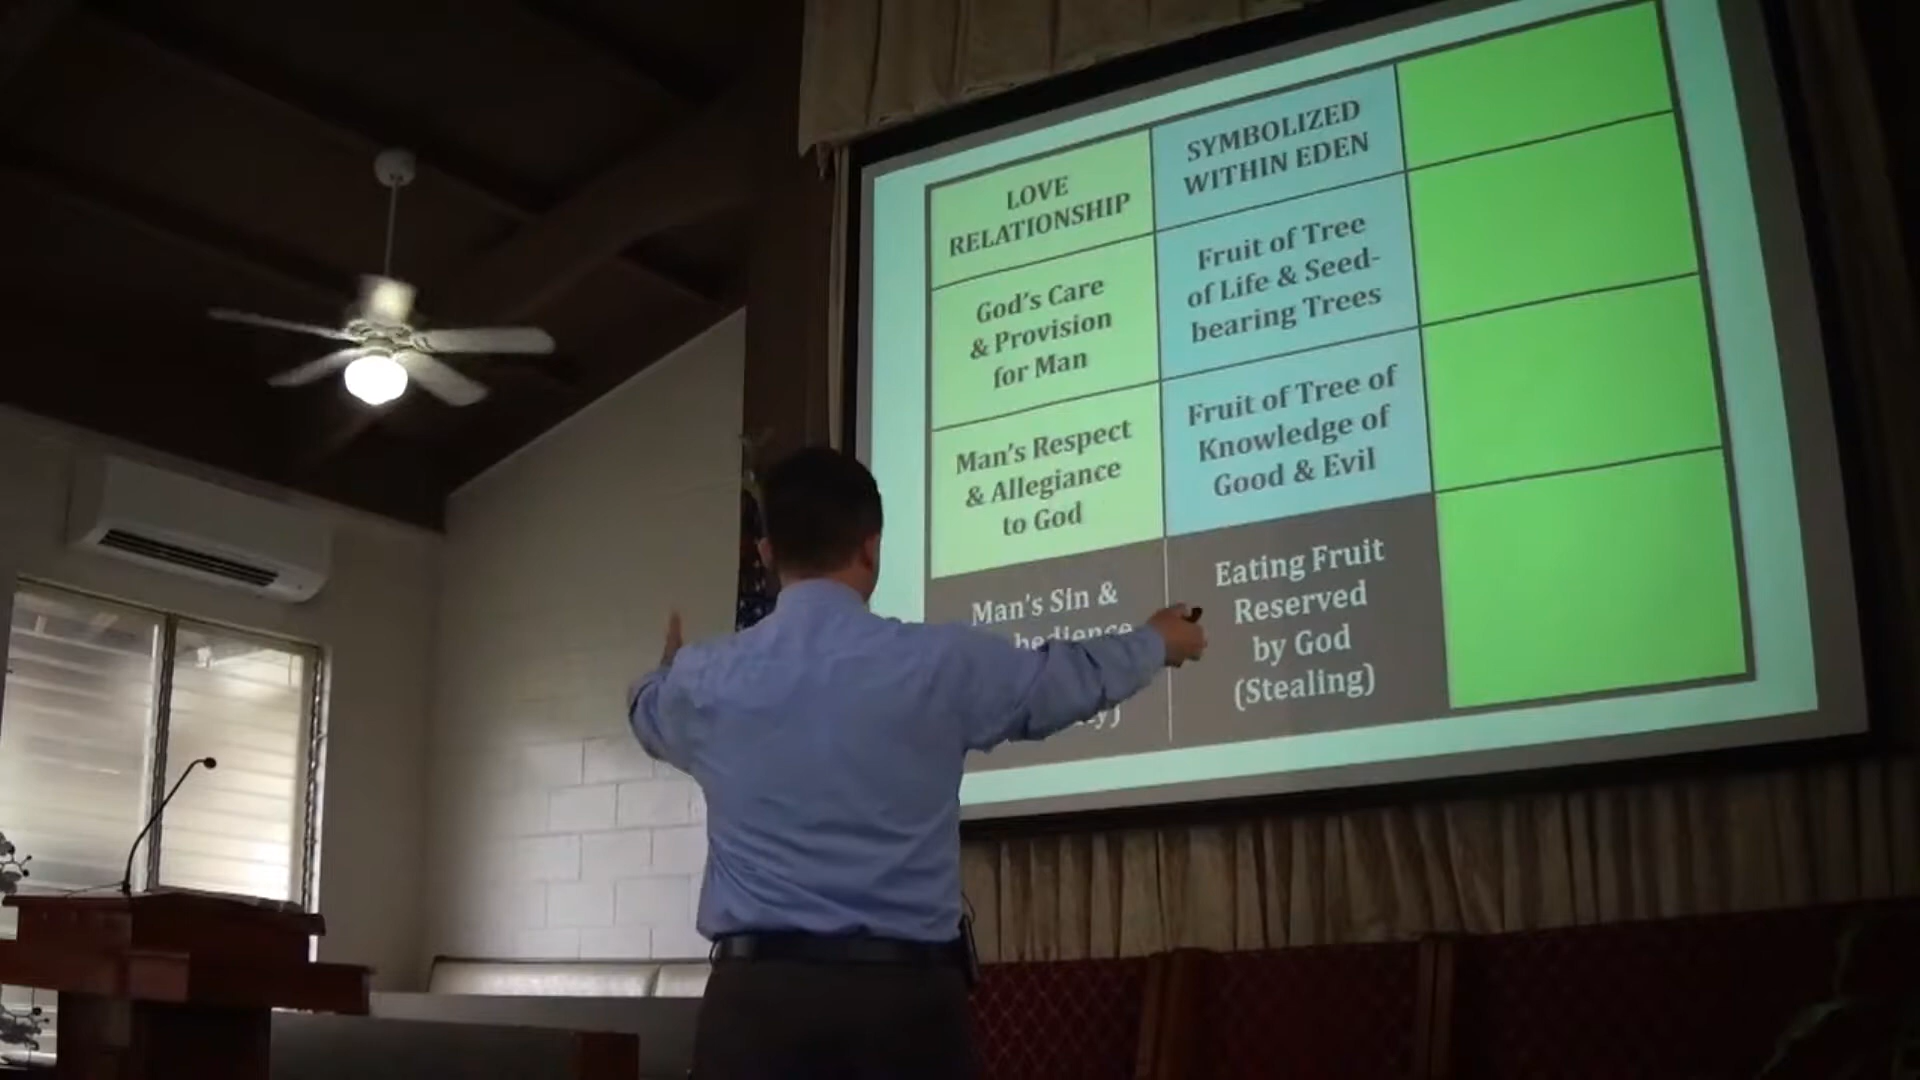 LOVE
RELATIONSHIP
SYMBOLIZED
WITHIN EDEN
God's Care
& Provision
for Man
Fruit of Tree
of Life & Seed-
bearing Trees
Man's Respect
& Allegiance
to God
Fruit of Tree of
Knowledge of
Good & Evil
Man's Sin &
Eating Fruit
Reserved
by God
(Stealing)